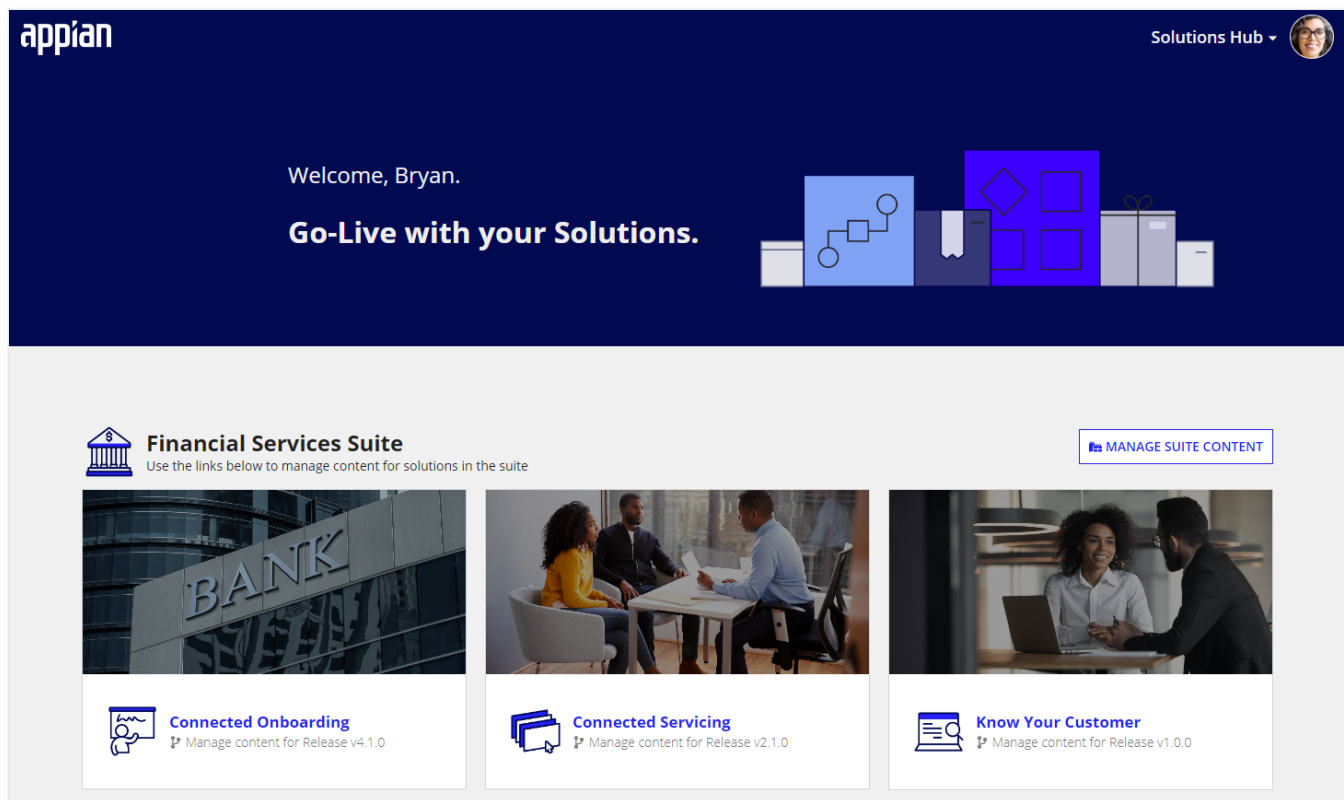 appian
Solutions Hub
Welcome, Bryan.
Go-Live with your Solutions.
Financial Services Suite
Use the links below to manage content for solutions in the suite
MANAGE SUITE CONTENT
BANK
Connected Onboarding
Manage content for Release v4.1.0
Connected Servicing
Manage content for Release v2.1.0
Know Your Customer
Manage content for Release v1.0.0